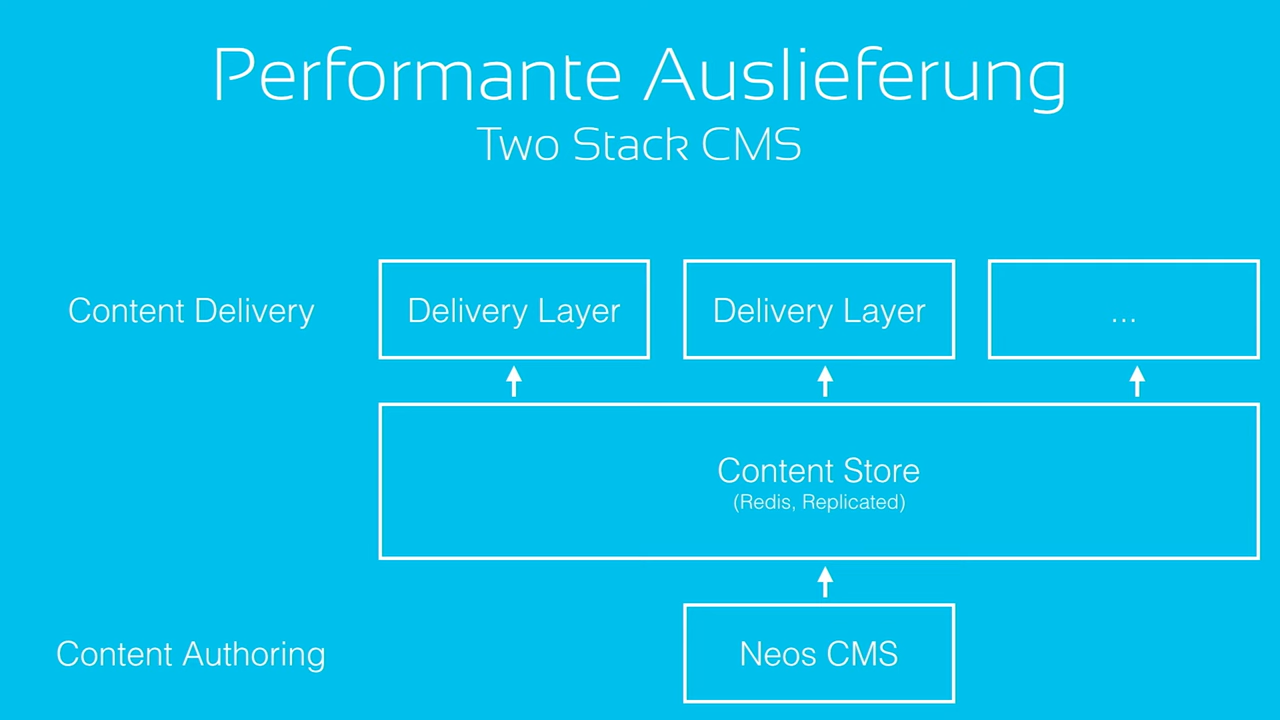 Performante Auslieferung
Two Stack CMS
Content Delivery
Delivery Layer
Delivery Layer
...
Content Store
(Redis, Replicated)
Content Authoring
Neos CMS